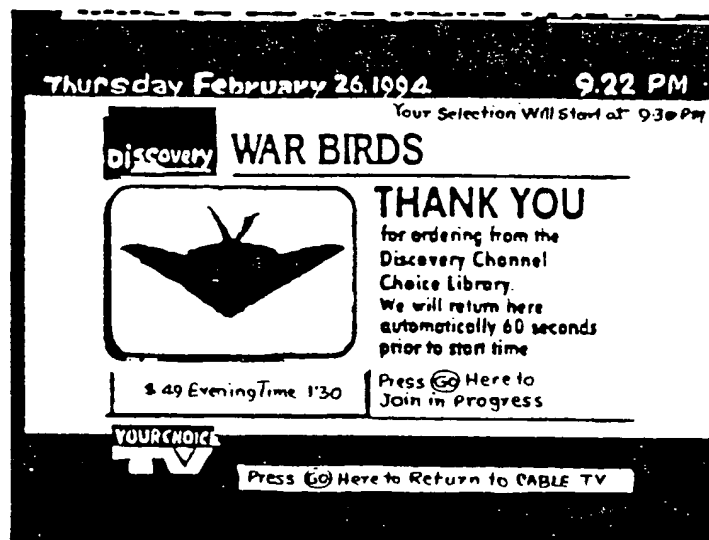 Thursday February 26.1994 9.22 PM
Your Selection Will Start at 9:30 PM
Discovery WAR BIRDS
THANK YOU
for ordering from the
Discovery Channel
Choice Library.
We will return here
automatically 60 seconds
prior to start time
$ 49 Evening Time 1'30
Press GO Here to
Join in Progress
YOUR CHOICE
TV
Press GO Here to Return to CABLE TV